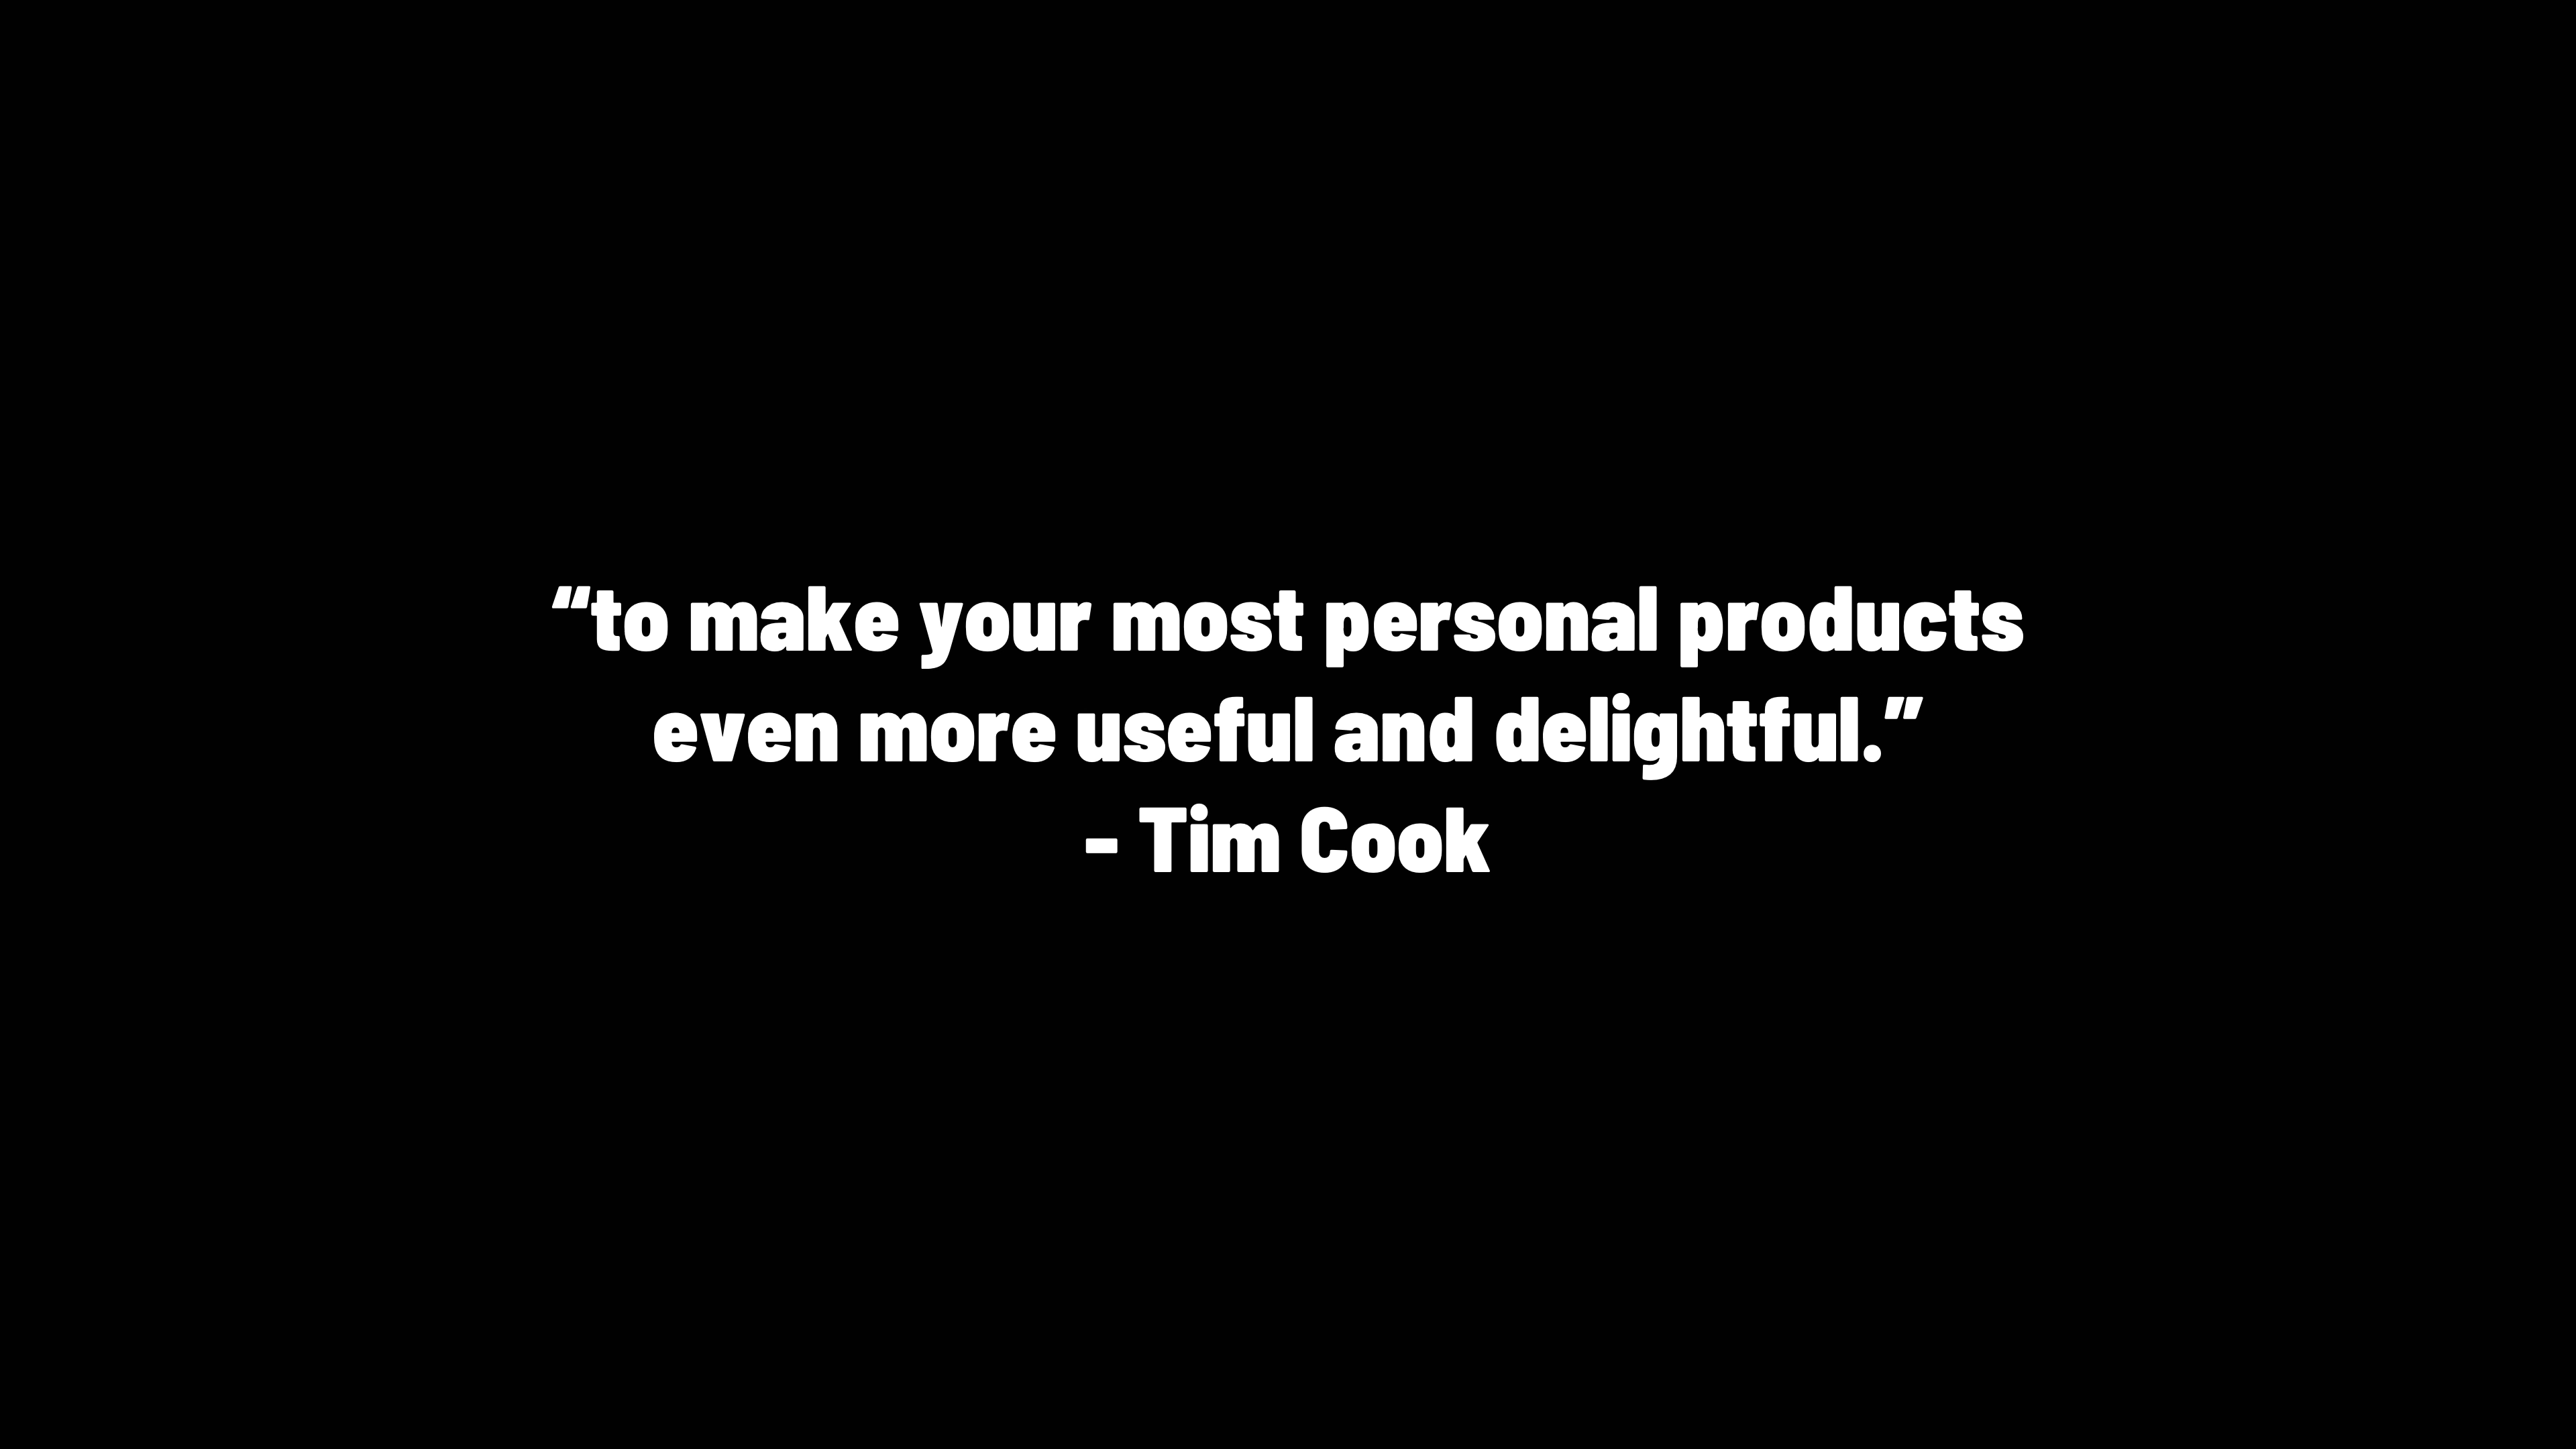 “to make your most personal products
even more useful and delightful.”
- Tim Cook